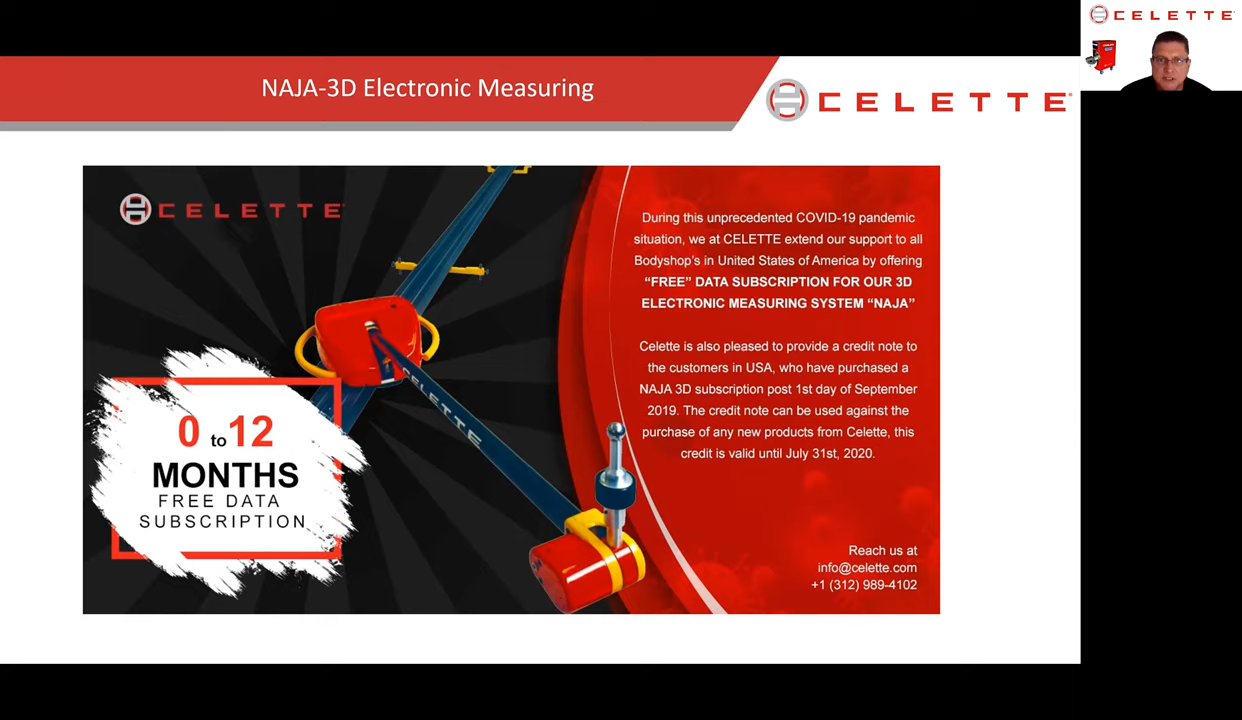 CELETTE
NAJA-3D Electronic Measuring
CELETTE
CELETTE
During this unprecedented COVID-19 pandemic
situation, we at CELETTE extend our support to all
Bodyshop's in United States of America by offering
“FREE” DATA SUBSCRIPTION FOR OUR 3D
ELECTRONIC MEASURING SYSTEM “NAJA”
Celette is also pleased to provide a credit note to
the customers in USA, who have purchased a
NAJA 3D subscription post 1st day of September
2019. The credit note can be used against the
purchase of any new products from Celette, this
credit is valid until July 31st, 2020.
CELETTE
0 to 12
MONTHS
FREE DATA
SUBSCRIPTION
Reach us at
info@celette.com
+1 (312) 989-4102